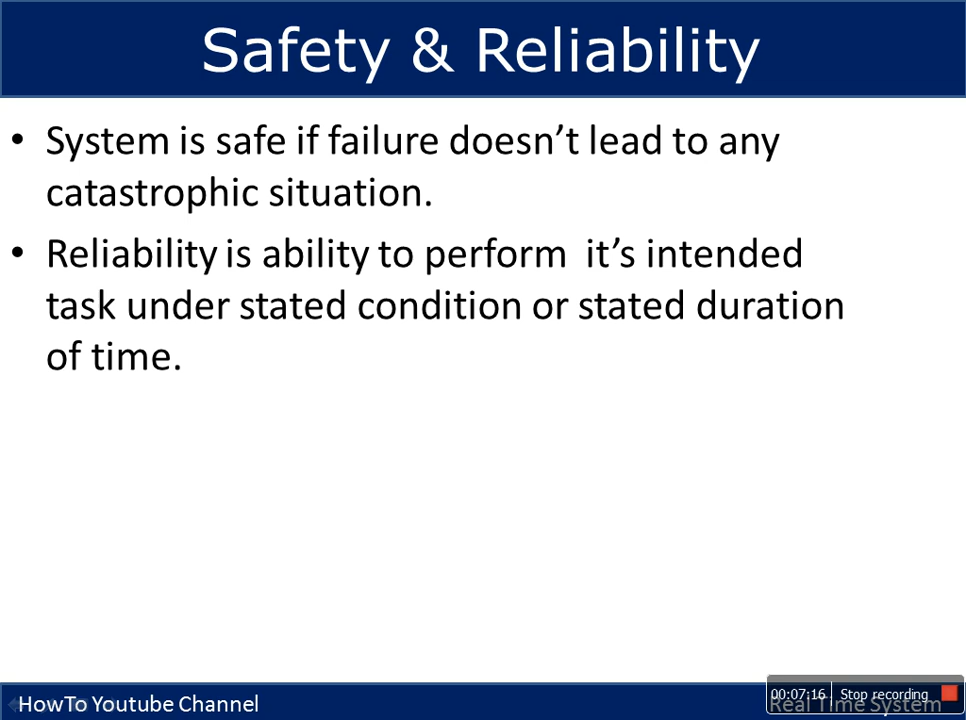 Safety & Reliability
• System is safe if failure doesn’t lead to any
catastrophic situation.
• Reliability is ability to perform  it’s intended
task under stated condition or stated duration
of time.
HowTo Youtube Channel
00:07:16 Stop recording
Real Time System